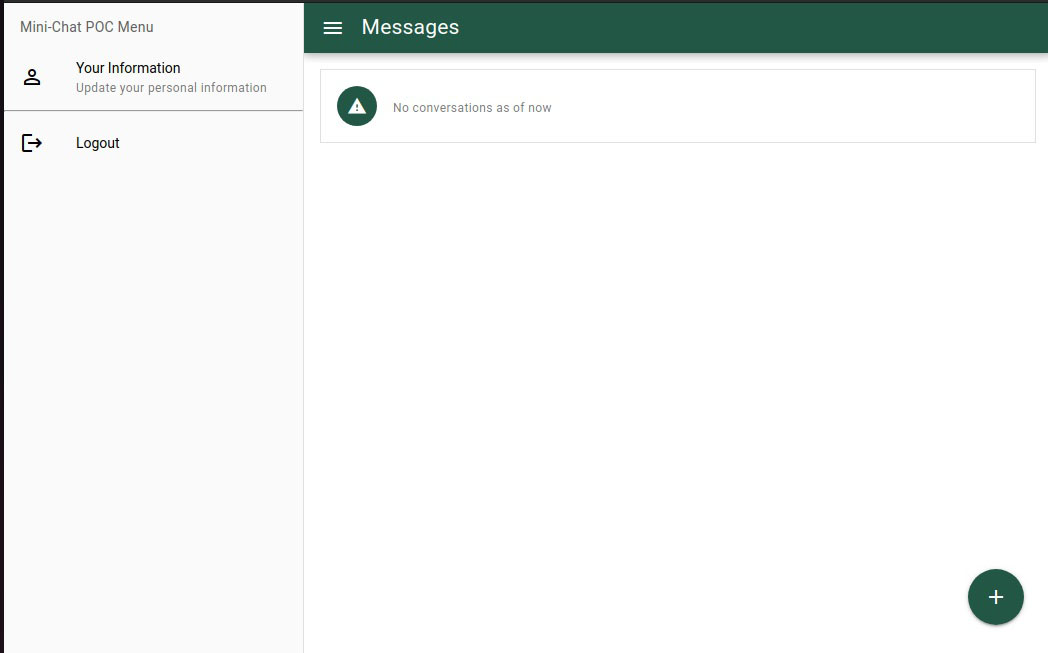 Mini-Chat POC Menu
Your Information
Update your personal information
Logout
Messages
No conversations as of now